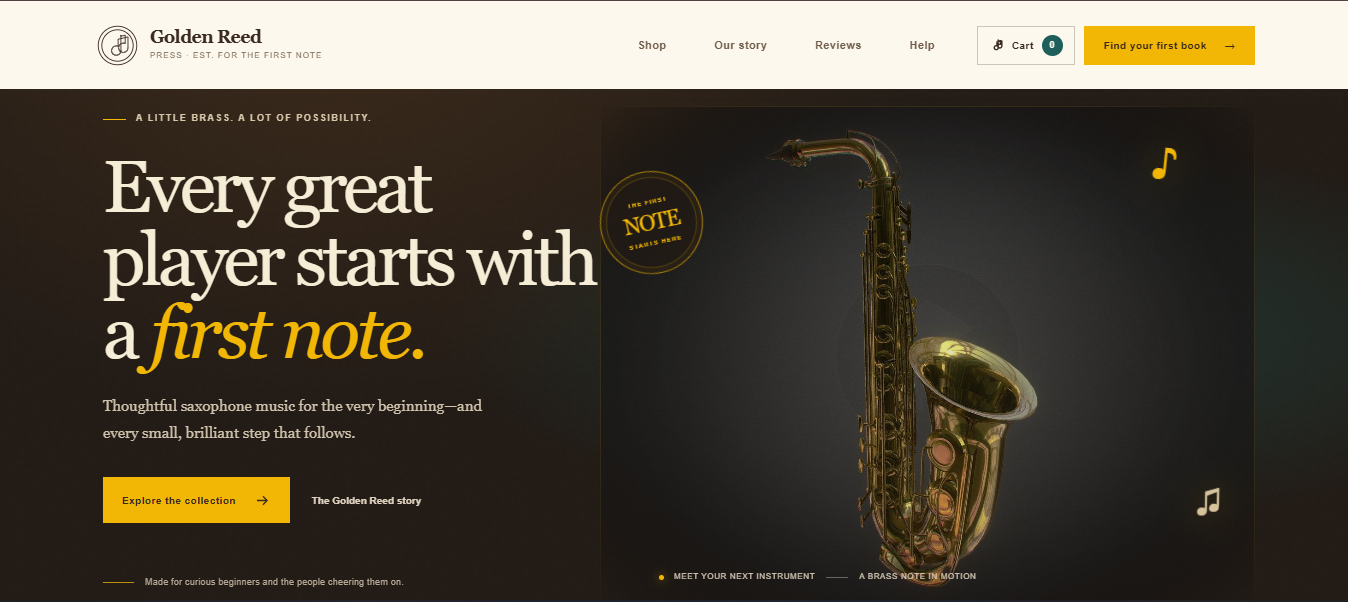 Golden Reed
PRESS · EST. FOR THE FIRST NOTE
Shop
Our story
Reviews
Help
Cart
0
Find your first book →
A LITTLE BRASS. A LOT OF POSSIBILITY.
Every great
player starts with
a first note.
Thoughtful saxophone music for the very beginning—and
every small, brilliant step that follows.
Explore the collection →
The Golden Reed story
Made for curious beginners and the people cheering them on.
THE FIRST
NOTE
STARTS HERE
MEET YOUR NEXT INSTRUMENT
A BRASS NOTE IN MOTION